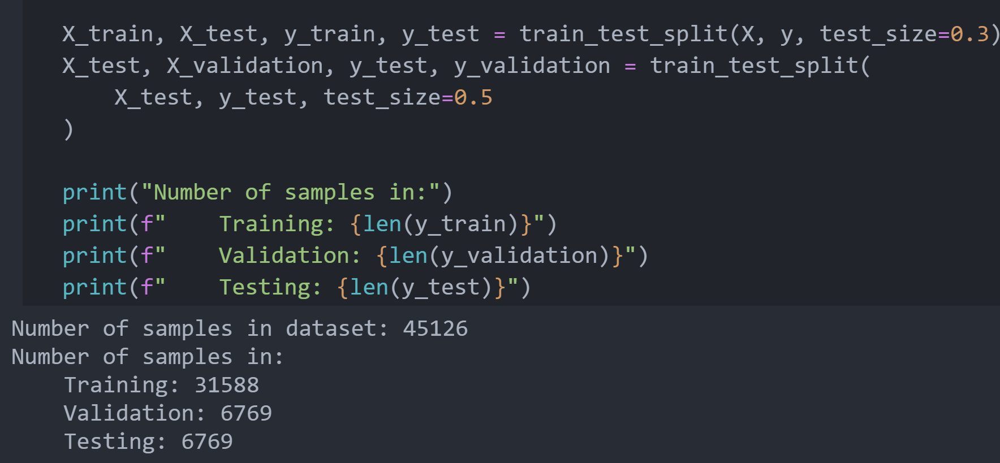 X_train, X_test, y_train, y_test = train_test_split(X, y, test_size=0.3)
X_test, X_validation, y_test, y_validation = train_test_split(
    X_test, y_test, test_size=0.5
)
print("Number of samples in:")
print(f"    Training: {len(y_train)}")
print(f"    Validation: {len(y_validation)}")
print(f"    Testing: {len(y_test)}")
Number of samples in dataset: 45126
Number of samples in:
    Training: 31588
    Validation: 6769
    Testing: 6769